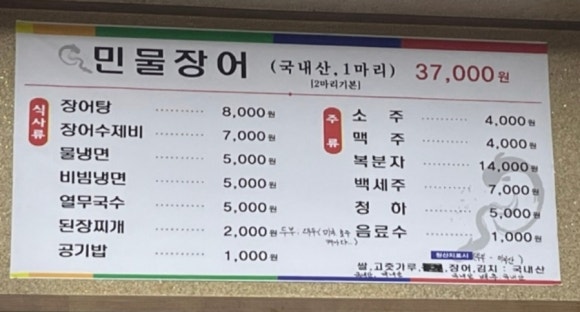 민물장어 (국내산.1마리) 37,000원
[2마리기본]
식사류
장어탕 ………… 8,000원
장어수제비 ………… 7,000원
물냉면 ………… 5,000원
비빔냉면 ………… 5,000원
열무국수 ………… 5,000원
된장찌개 ………… 2,000원
공기밥 ………… 1,000원
주류
소주 ………… 4,000원
맥주 ………… 4,000원
복분자 ………… 14,000원
백세주 ………… 7,000원
청하 ………… 5,000원
음료수 ………… 1,000원
원산지표시
쌀.고춧가루. .장어.김치: 국내산